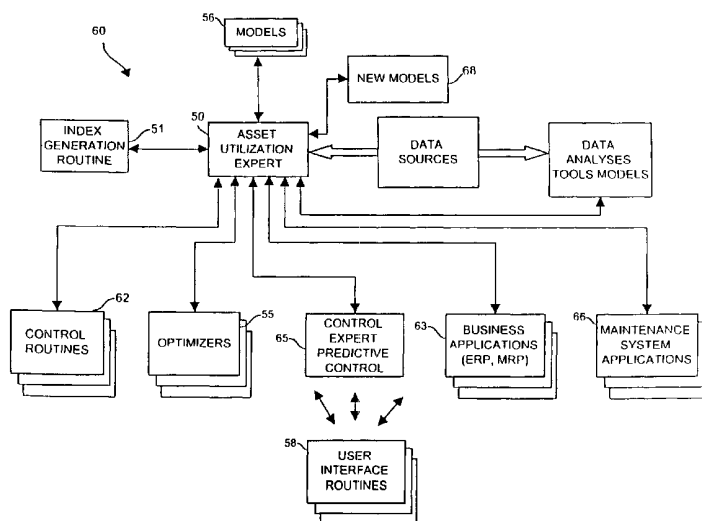 56
MODELS
60
NEW MODELS
68
50
ASSET
UTILIZATION
EXPERT
INDEX
GENERATION
ROUTINE
51
DATA
SOURCES
DATA
ANALYSES
TOOLS MODELS
62
CONTROL
ROUTINES
55
OPTIMIZERS
65
CONTROL
EXPERT
PREDICTIVE
CONTROL
63
BUSINESS
APPLICATIONS
(ERP, MRP)
66
MAINTENANCE
SYSTEM
APPLICATIONS
58
USER
INTERFACE
ROUTINES